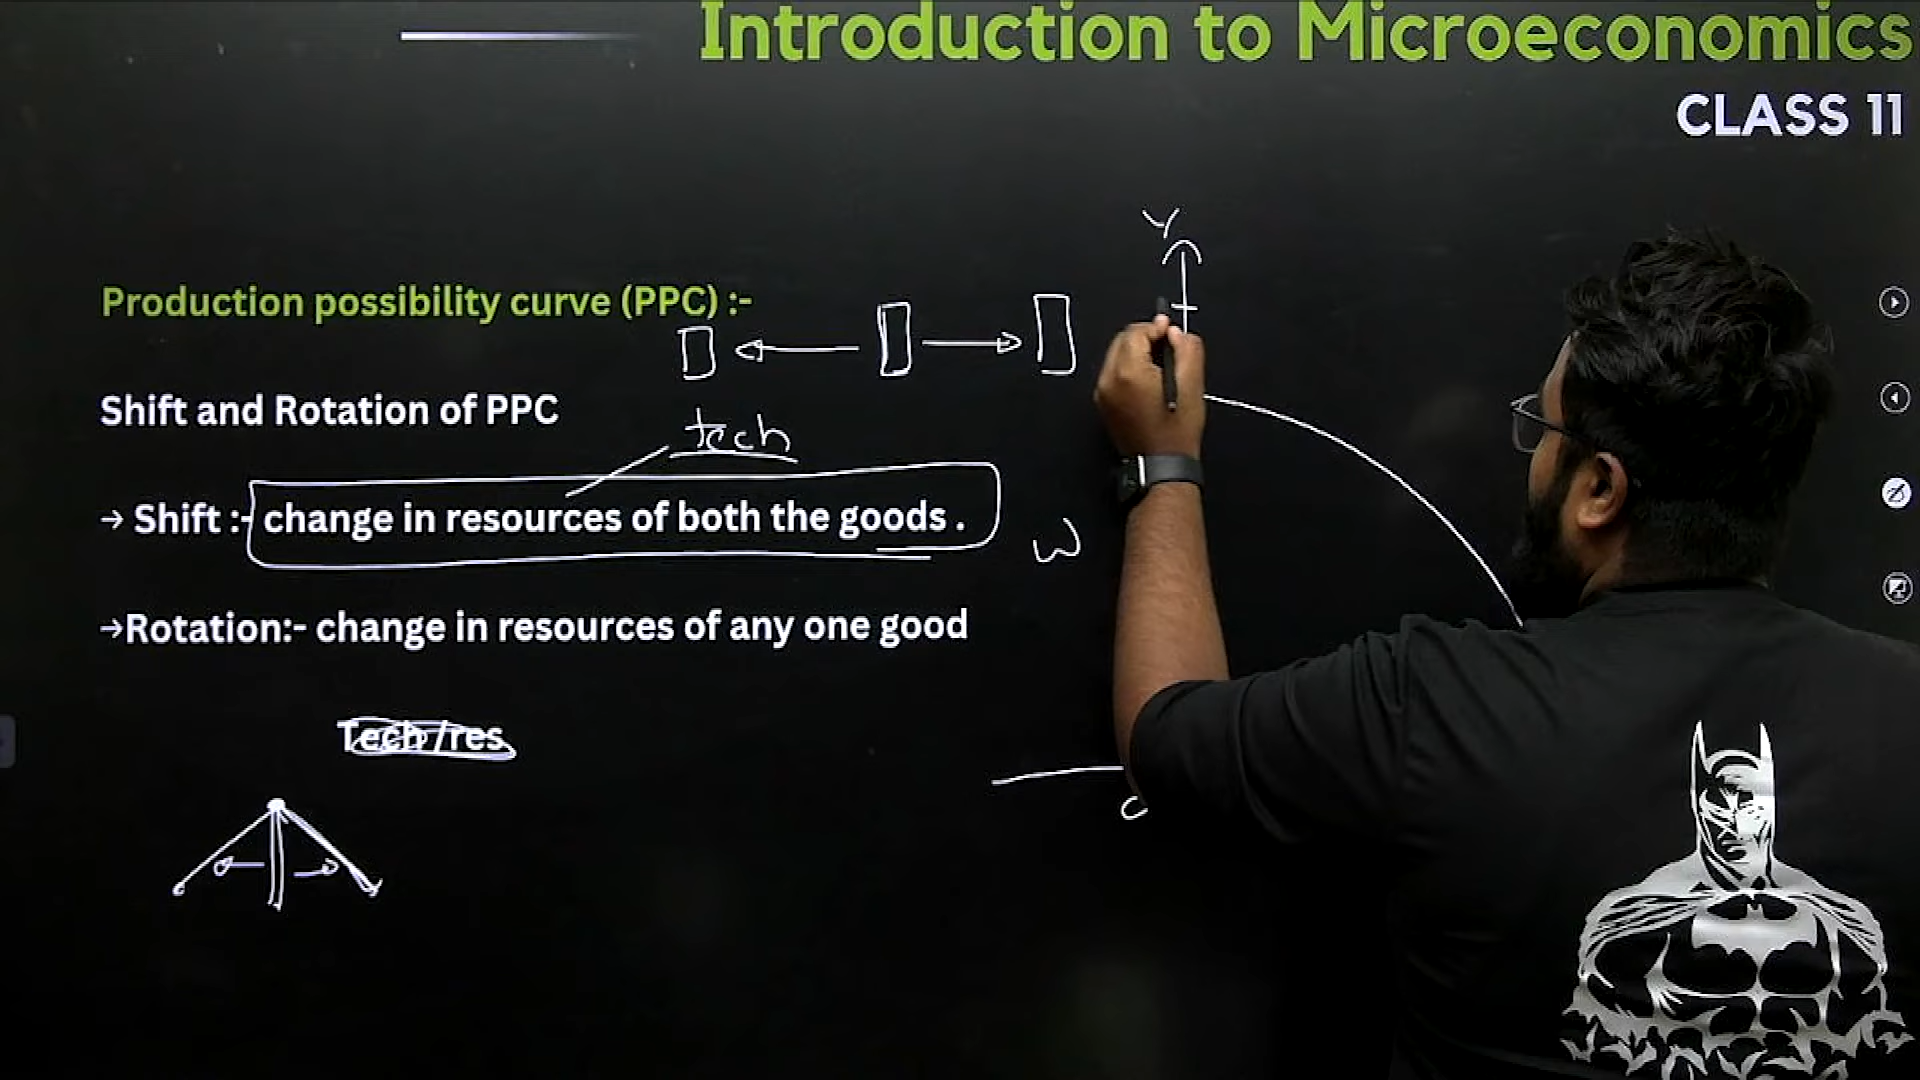 Introduction to Microeconomics
CLASS 11
Y
Production possibility curve (PPC) :-
Shift and Rotation of PPC
tech
→ Shift :- change in resources of both the goods .
W
→Rotation:- change in resources of any one good
Tech /res
O